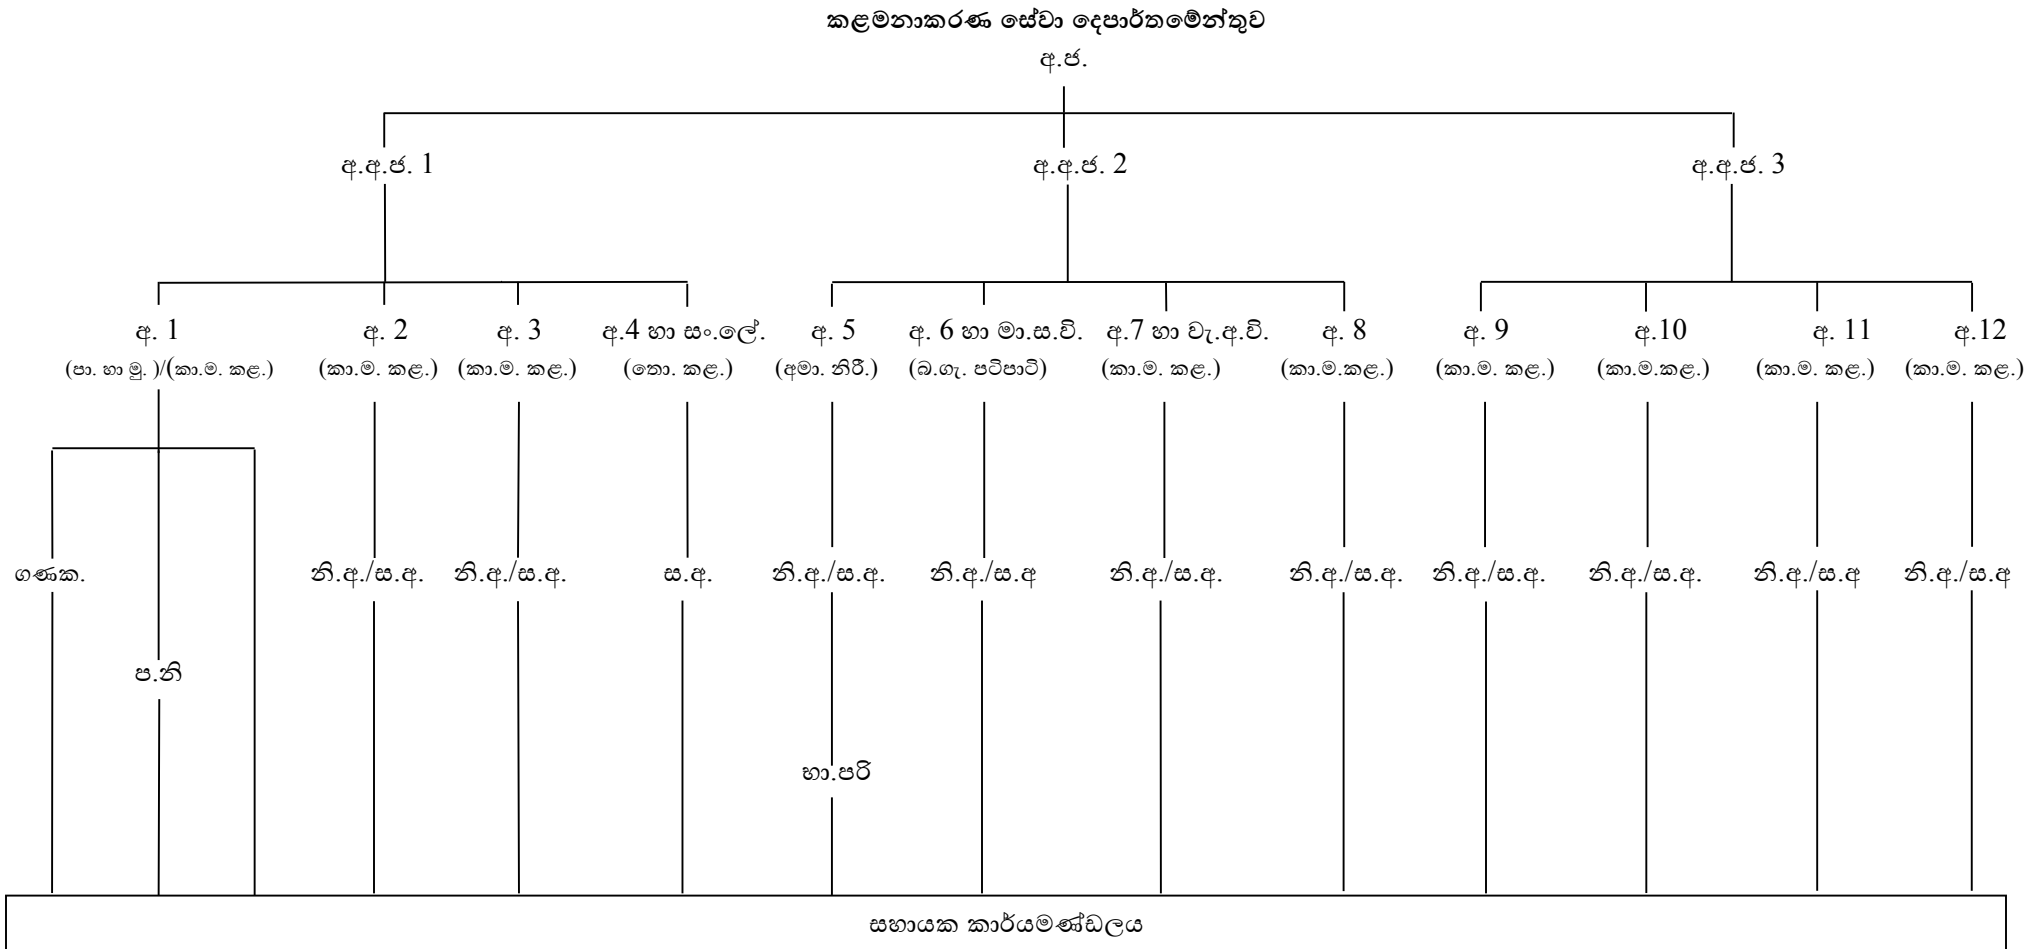 කළමනාකරණ සේවා දෙපාර්තමේන්තුව
අ.ජ.
අ.අ.ජ. 1 අ.අ.ජ. 2 අ.අ.ජ. 3
අ. 1 අ. 2 අ. 3 අ.4 හා සං.ලේ. අ. 5 අ. 6 හා මා.ස.වි. අ.7 හා වැ.අ.වි. අ. 8 අ. 9 අ.10 අ. 11 අ.12
(පා. හා මු. )/(කා.ම. කළ.) (කා.ම. කළ.) (කා.ම. කළ.) (තො. කළ.) (අමා. නිරී.) (බ.ගැ. පටිපාටි) (කා.ම. කළ.) (කා.ම.කළ.) (කා.ම. කළ.) (කා.ම.කළ.) (කා.ම. කළ.) (කා.ම. කළ.)
ගණක. නි.අ./ස.අ. නි.අ./ස.අ. ස.අ. නි.අ./ස.අ. නි.අ./ස.අ නි.අ./ස.අ. නි.අ./ස.අ. නි.අ./ස.අ. නි.අ./ස.අ. නි.අ./ස.අ නි.අ./ස.අ
ප.නි
භා.පරි
සහායක කාර්යමණ්ඩලය